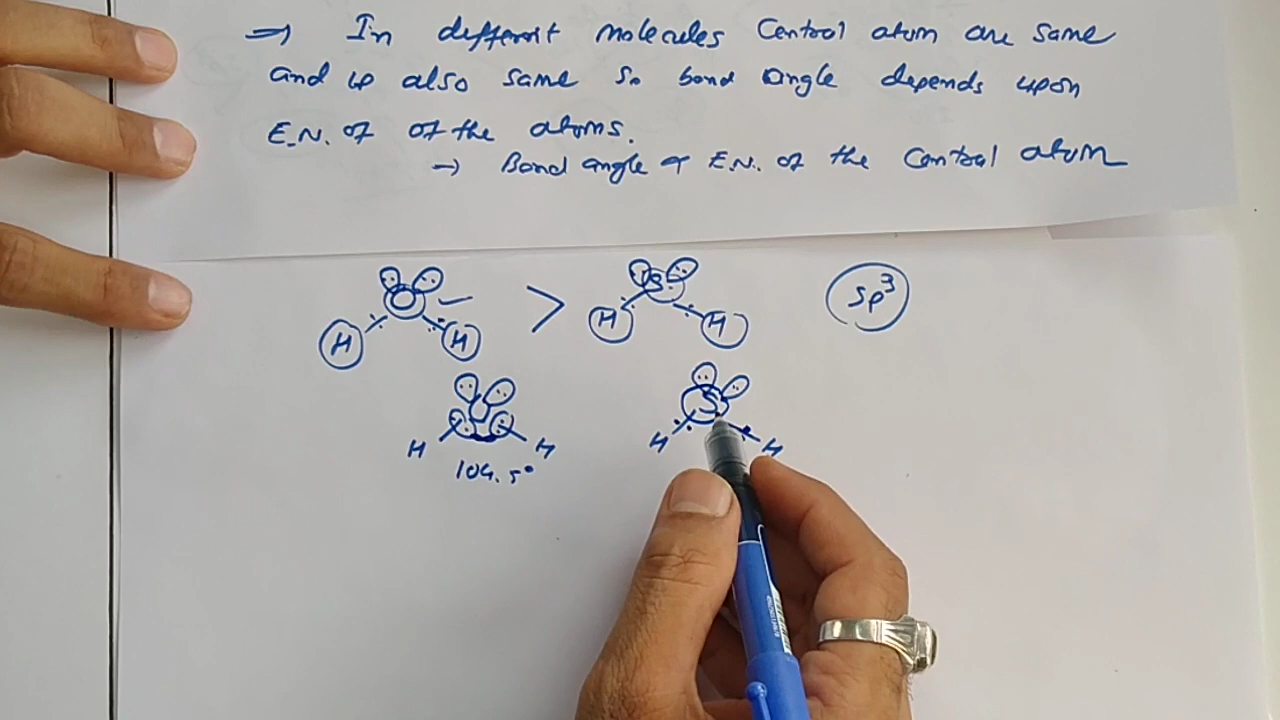 ⇒ In different molecules Central atom are same
and lp also same so bond angle depends upon
E.N. of of the atoms.
→ Bond angle ∝ E.N. of the Central atom
O > S sp³
H H H H
O S
H H H H
104.5°